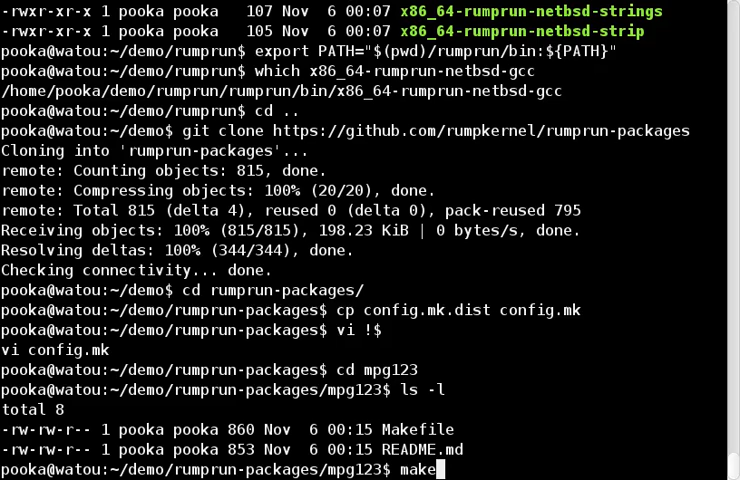 -rwxr-xr-x 1 pooka pooka   107 Nov  6 00:07 x86_64-rumprun-netbsd-strings
-rwxr-xr-x 1 pooka pooka   105 Nov  6 00:07 x86_64-rumprun-netbsd-strip
pooka@watou:~/demo/rumprun$ export PATH="$(pwd)/rumprun/bin:${PATH}"
pooka@watou:~/demo/rumprun$ which x86_64-rumprun-netbsd-gcc
/home/pooka/demo/rumprun/rumprun/bin/x86_64-rumprun-netbsd-gcc
pooka@watou:~/demo/rumprun$ cd ..
pooka@watou:~/demo$ git clone https://github.com/rumpkernel/rumprun-packages
Cloning into 'rumprun-packages'...
remote: Counting objects: 815, done.
remote: Compressing objects: 100% (20/20), done.
remote: Total 815 (delta 4), reused 0 (delta 0), pack-reused 795
Receiving objects: 100% (815/815), 198.23 KiB | 0 bytes/s, done.
Resolving deltas: 100% (344/344), done.
Checking connectivity... done.
pooka@watou:~/demo$ cd rumprun-packages/
pooka@watou:~/demo/rumprun-packages$ cp config.mk.dist config.mk
pooka@watou:~/demo/rumprun-packages$ vi !$
vi config.mk
pooka@watou:~/demo/rumprun-packages$ cd mpg123
pooka@watou:~/demo/rumprun-packages/mpg123$ ls -l
total 8
-rw-rw-r-- 1 pooka pooka 860 Nov  6 00:15 Makefile
-rw-rw-r-- 1 pooka pooka 853 Nov  6 00:15 README.md
pooka@watou:~/demo/rumprun-packages/mpg123$ make